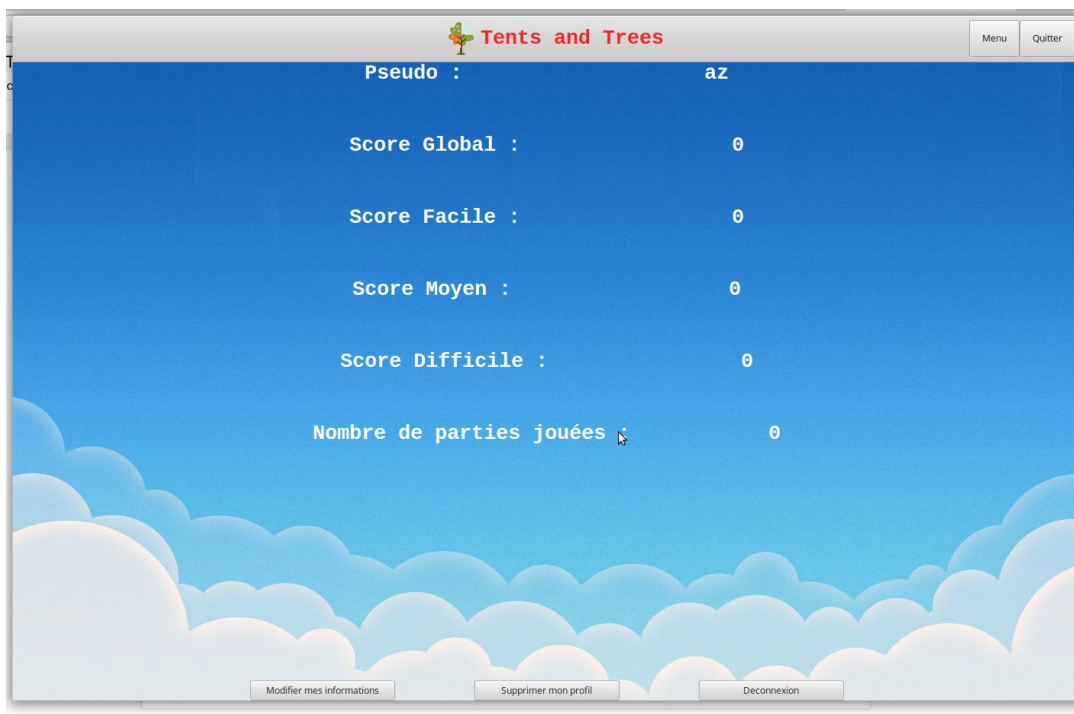 Tents and Trees
Menu Quitter
Pseudo : az
Score Global : 0
Score Facile : 0
Score Moyen : 0
Score Difficile : 0
Nombre de parties jouées : 0
Modifier mes informations Supprimer mon profil Deconnexion